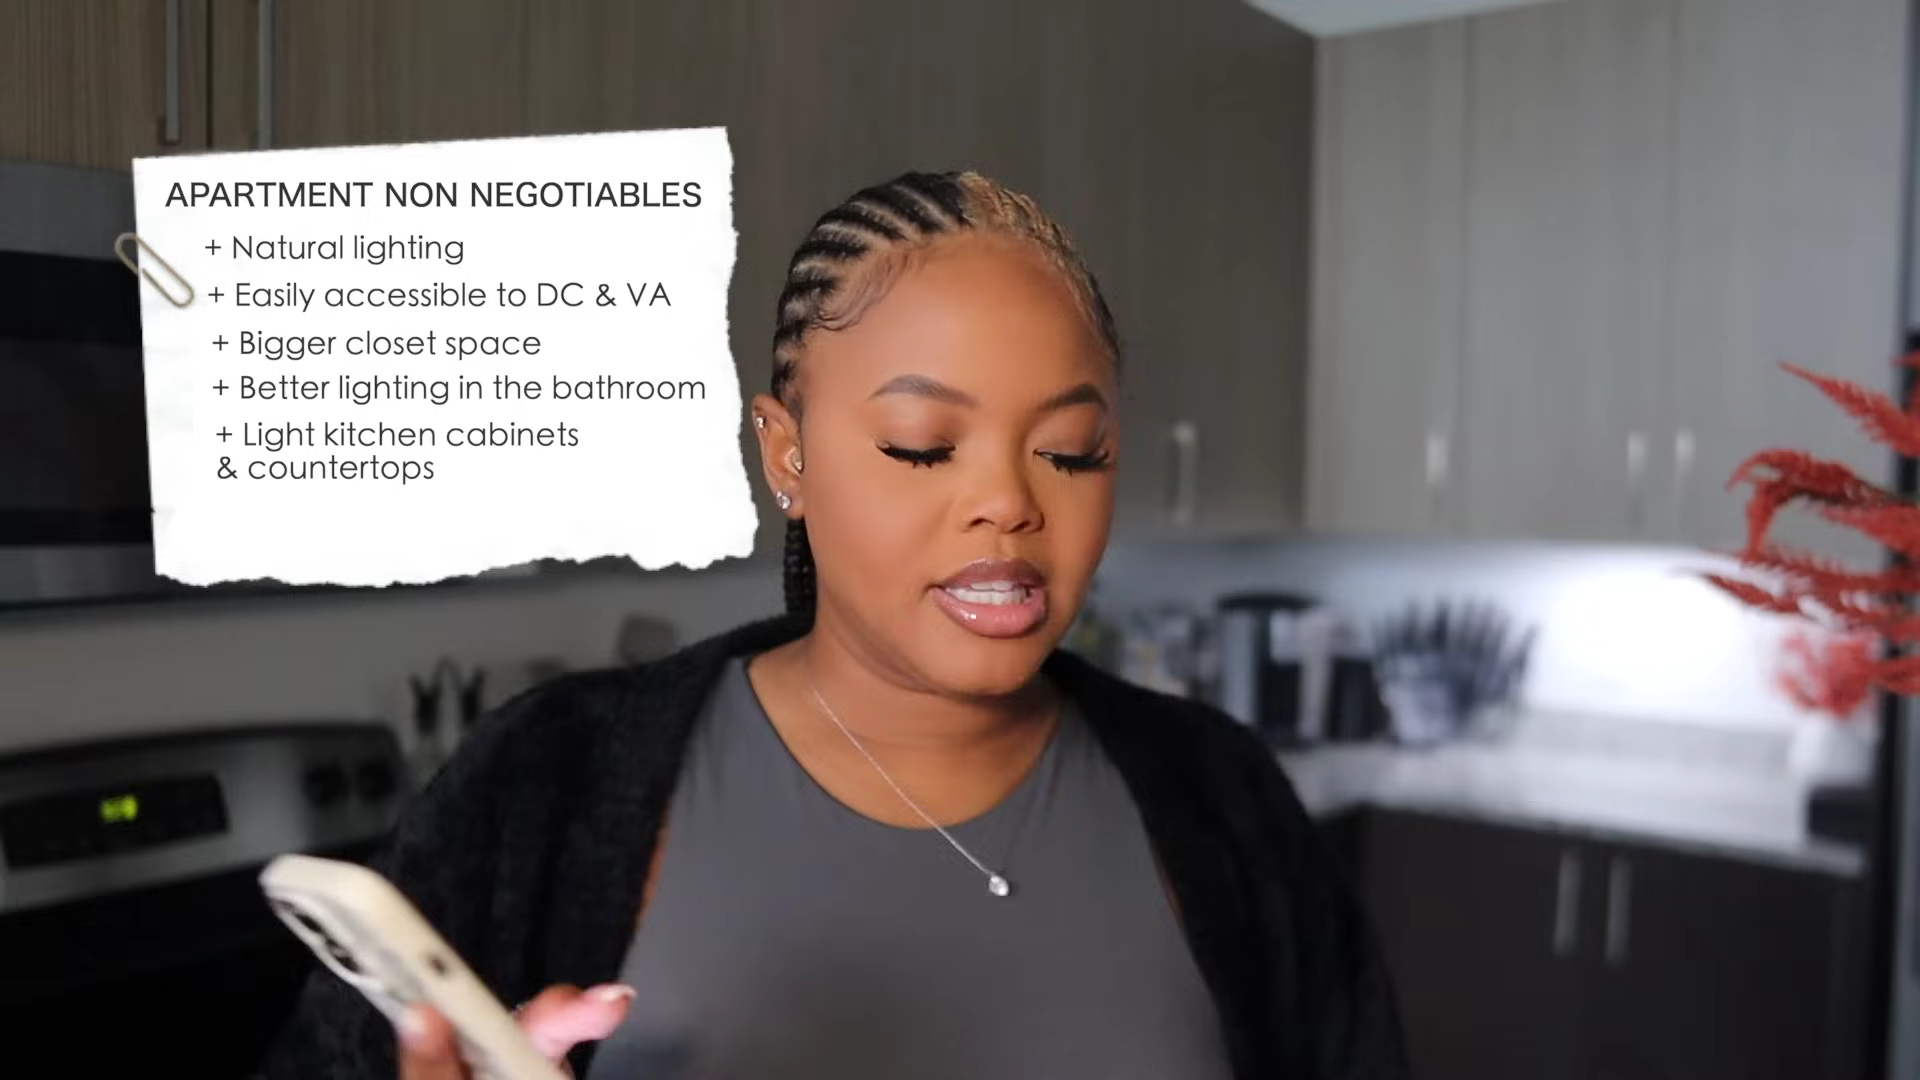 APARTMENT NON NEGOTIABLES
+ Natural lighting
+ Easily accessible to DC & VA
+ Bigger closet space
+ Better lighting in the bathroom
+ Light kitchen cabinets
& countertops